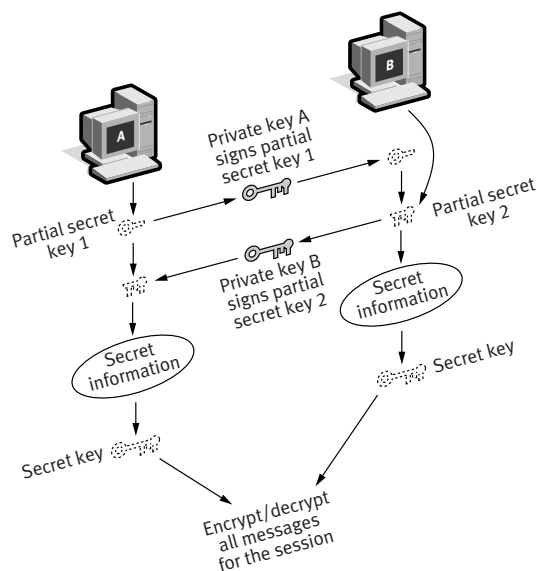 B
A
Private key A
signs partial
secret key 1
Partial secret
key 1
Partial secret
key 2
Private key B
signs partial
secret key 2
Secret
information
Secret
information
Secret key
Secret key
Encrypt/decrypt
all messages
for the session